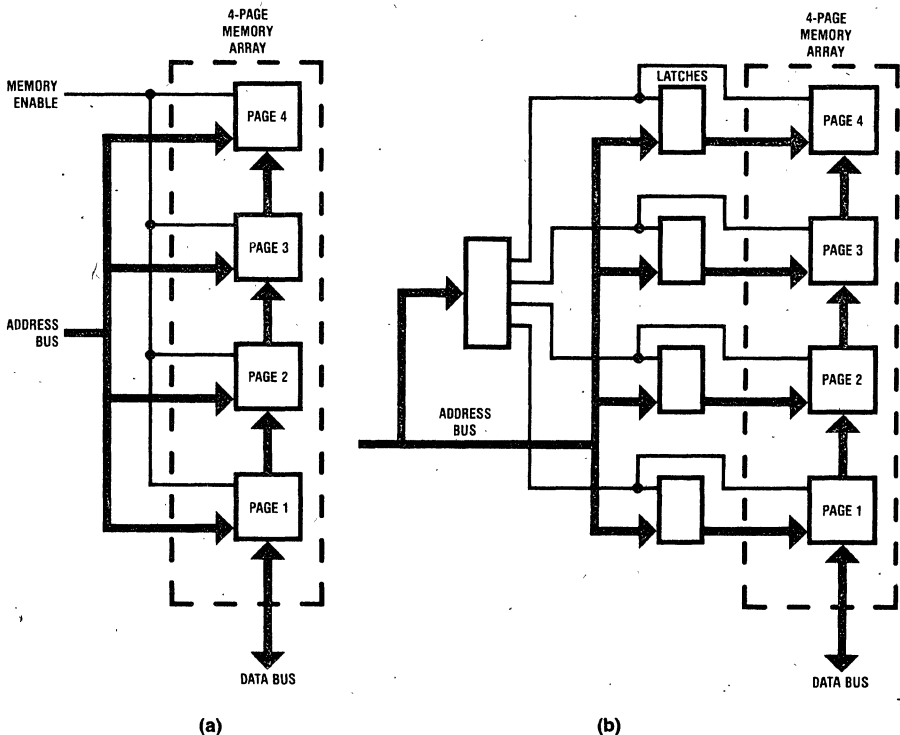 4-PAGE
MEMORY
ARRAY
MEMORY
ENABLE
PAGE 4
PAGE 3
ADDRESS
BUS
PAGE 2
PAGE 1
DATA BUS
(a)
4-PAGE
MEMORY
ARRAY
LATCHES
PAGE 4
PAGE 3
PAGE 2
ADDRESS
BUS
PAGE 1
DATA BUS
(b)